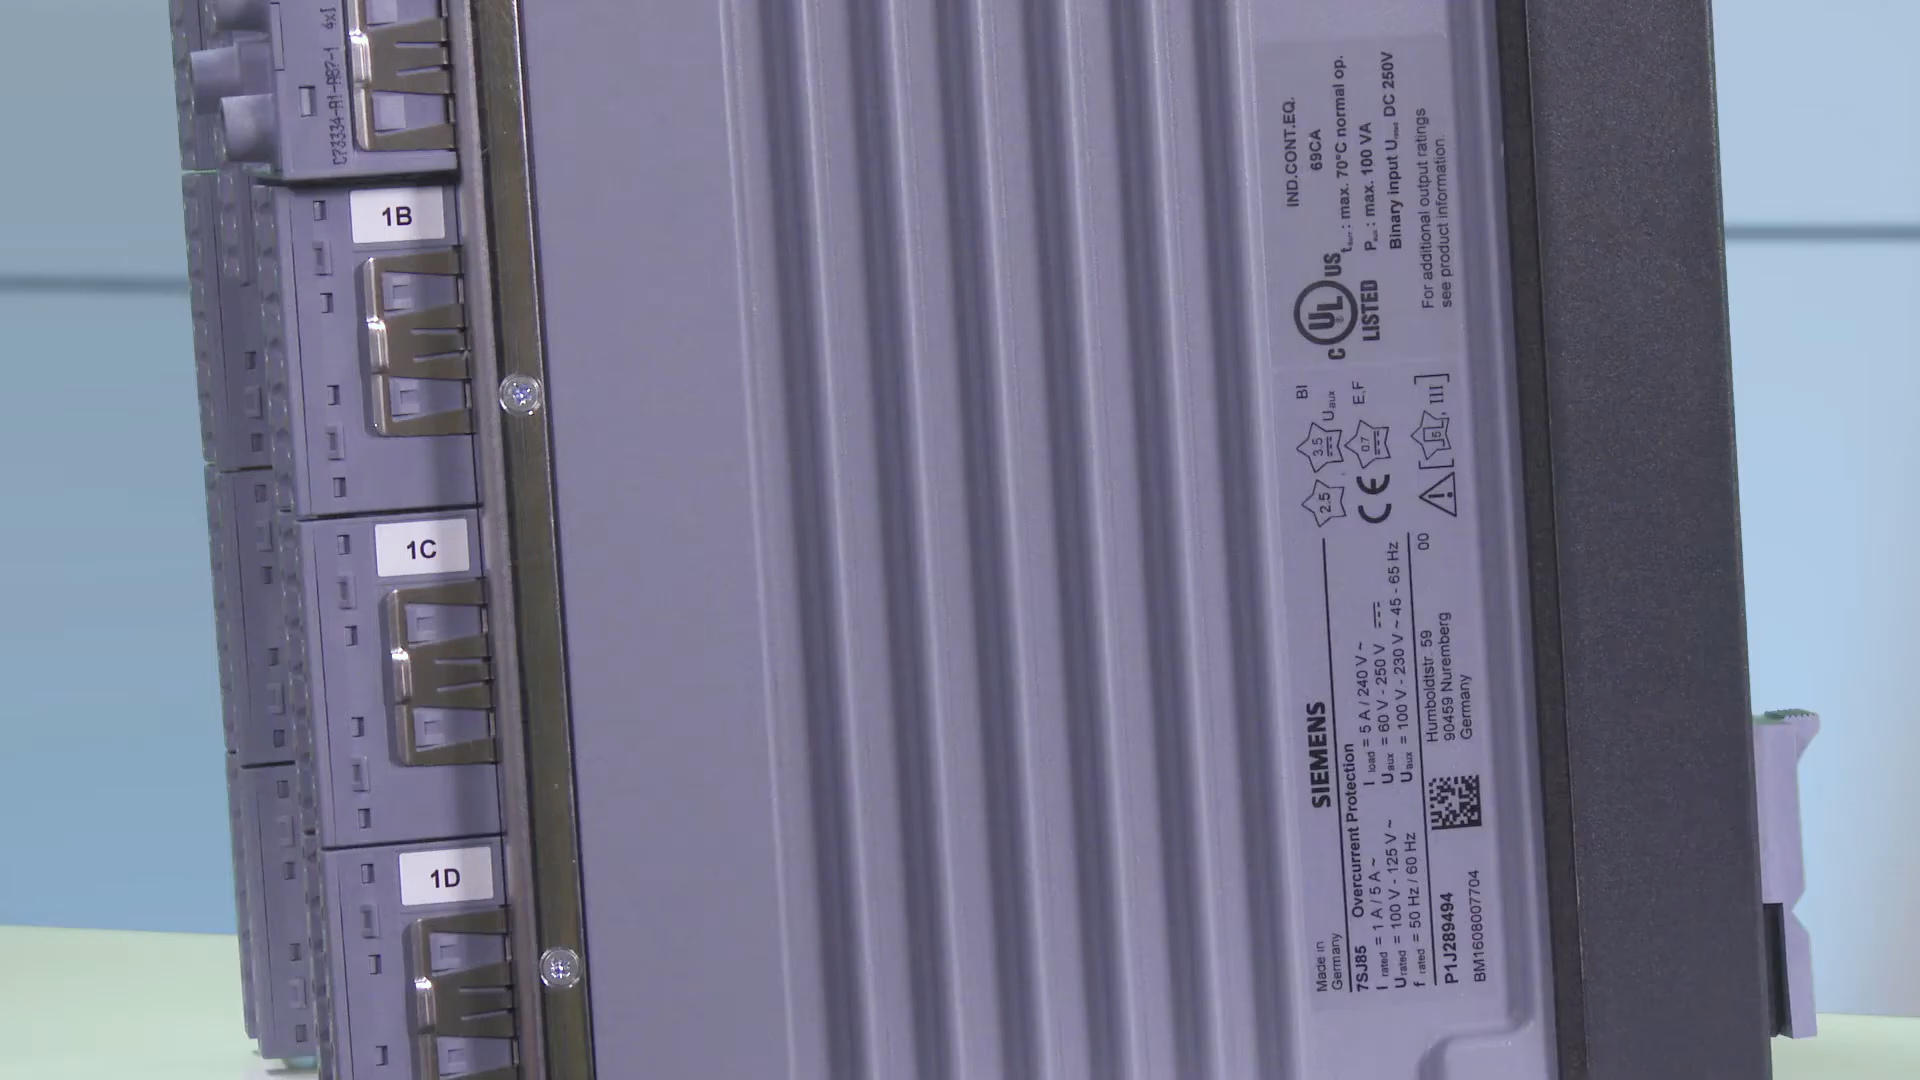 C73334-A1-A87-1 4x1
1B
1C
1D
Made in
Germany
SIEMENS
7SJ85 Overcurrent Protection
I rated = 1 A / 5 A ~ I load = 5 A / 240 V ~
U rated = 100 V - 125 V ~ U aux = 60 V - 250 V
f rated = 50 Hz / 60 Hz U aux = 100 V - 230 V ~ 45 - 65 Hz
P1J289494
BM1608007704
Humboldtstr. 59
90459 Nuremberg
Germany
00
2.5
3.5
BI
U aux
CE
0.7
E,F
5
, III
C UL US
LISTED
IND.CONT.EQ.
69CA
: max. 70°C normal op.
P aux : max. 100 VA
Binary input U DC 250V
For additional output ratings
see product information.